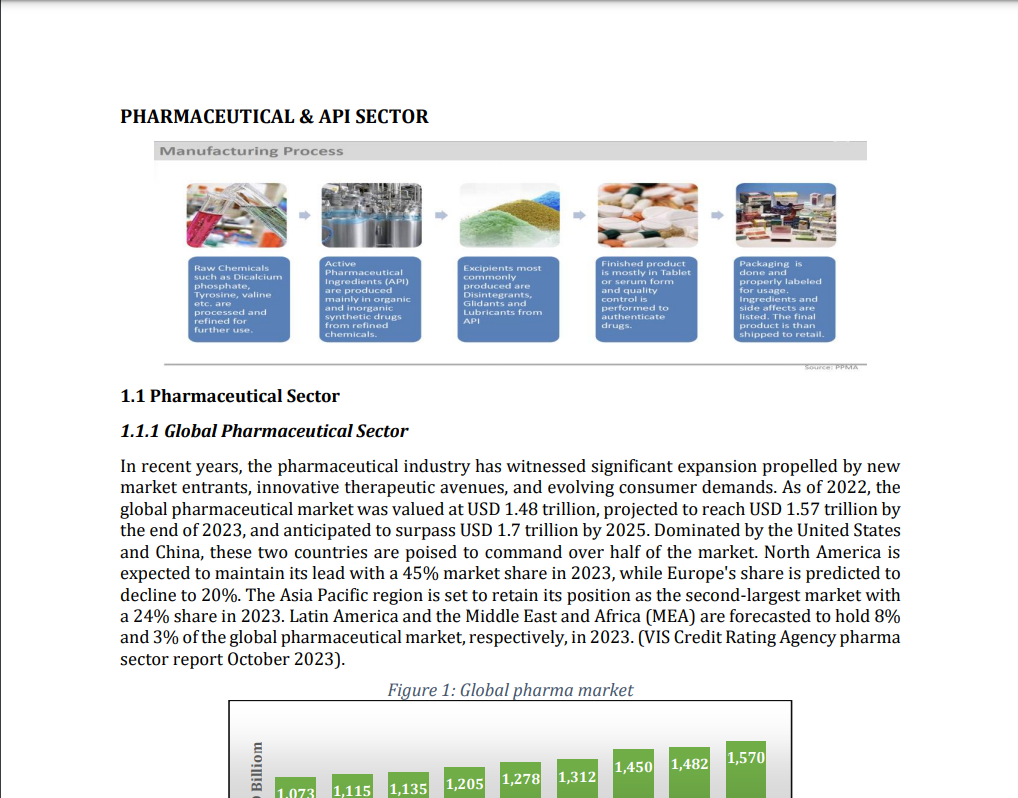 PHARMACEUTICAL & API SECTOR
Manufacturing Process
Raw Chemicals
such as Dicalcium
phosphate,
Tyrosine, valine
etc. are
processed and
refined for
further use.
Active
Pharmaceutical
Ingredients (API)
are produced
mainly in organic
and inorganic
synthetic drugs
from refined
chemicals.
Excipients most
commonly
produced are
Disintegrants,
Glidants and
Lubricants from
API
Finished product
is mostly in Tablet
or serum form
and quality
control is
performed to
authenticate
drugs.
Packaging is
done and
properly labeled
for usage.
Ingredients and
side affects are
listed. The final
product is than
shipped to retail.
Source: PPMA
1.1 Pharmaceutical Sector
1.1.1 Global Pharmaceutical Sector
In recent years, the pharmaceutical industry has witnessed significant expansion propelled by new
market entrants, innovative therapeutic avenues, and evolving consumer demands. As of 2022, the
global pharmaceutical market was valued at USD 1.48 trillion, projected to reach USD 1.57 trillion by
the end of 2023, and anticipated to surpass USD 1.7 trillion by 2025. Dominated by the United States
and China, these two countries are poised to command over half of the market. North America is
expected to maintain its lead with a 45% market share in 2023, while Europe's share is predicted to
decline to 20%. The Asia Pacific region is set to retain its position as the second-largest market with
a 24% share in 2023. Latin America and the Middle East and Africa (MEA) are forecasted to hold 8%
and 3% of the global pharmaceutical market, respectively, in 2023. (VIS Credit Rating Agency pharma
sector report October 2023).
Figure 1: Global pharma market
Billiom
1,073 1,115 1,135 1,205 1,278 1,312 1,450 1,482 1,570